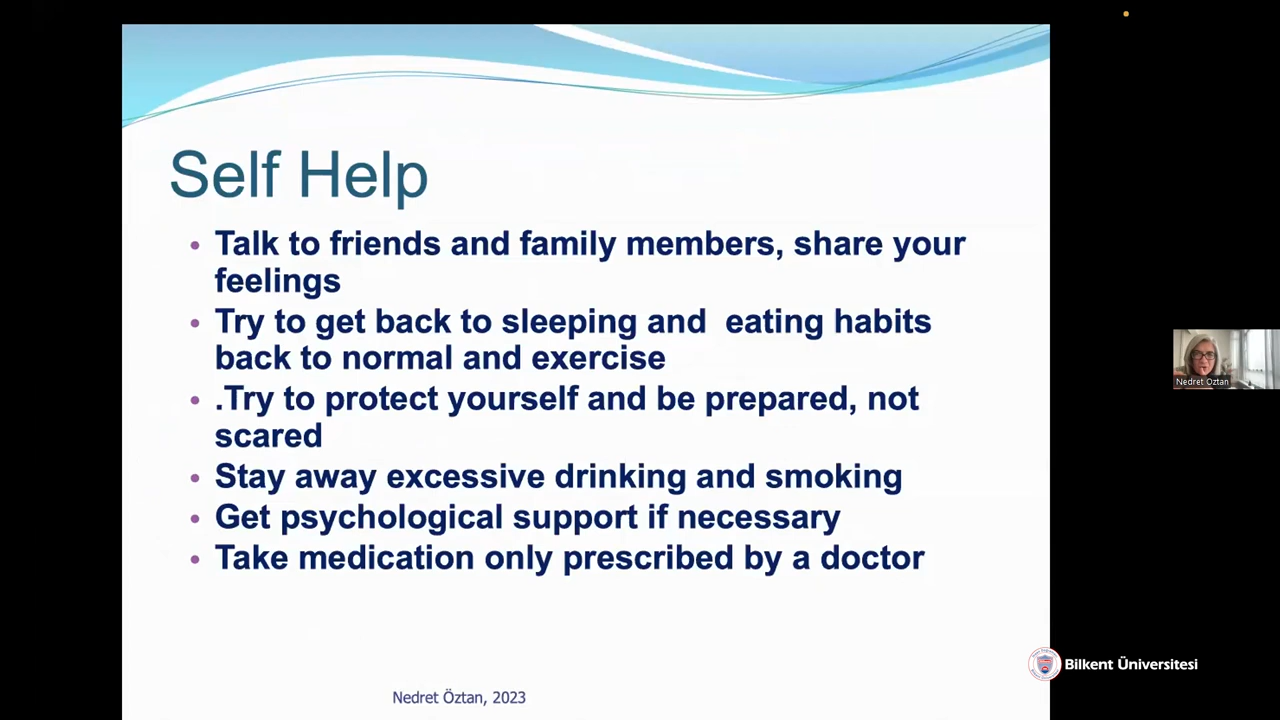 Self Help
Talk to friends and family members, share your
feelings
Try to get back to sleeping and  eating habits
back to normal and exercise
.Try to protect yourself and be prepared, not
scared
Stay away excessive drinking and smoking
Get psychological support if necessary
Take medication only prescribed by a doctor
Nedret Oztan
Bilkent Üniversitesi
Nedret Öztan, 2023